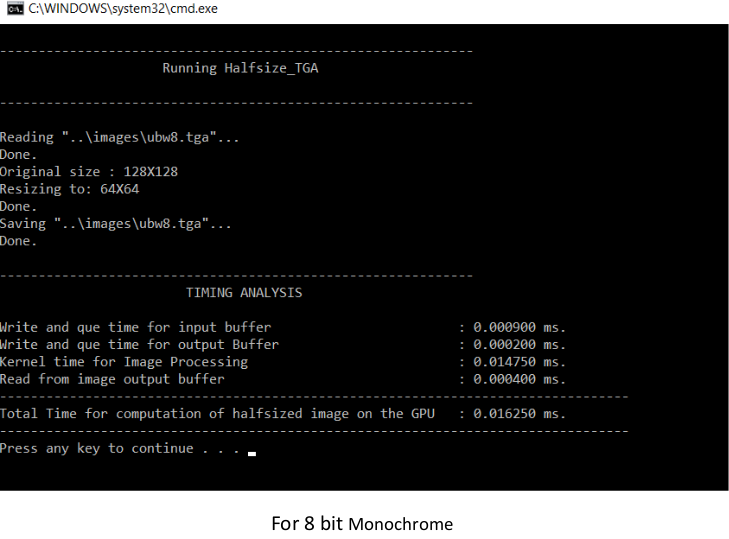 C:\WINDOWS\system32\cmd.exe
--------------------------------------------------------------
Running Halfsize_TGA
--------------------------------------------------------------
Reading "..\images\ubw8.tga"...
Done.
Original size : 128X128
Resizing to: 64X64
Done.
Saving "..\images\ubw8.tga"...
Done.
--------------------------------------------------------------
TIMING ANALYSIS
Write and que time for input buffer : 0.000900 ms.
Write and que time for output Buffer : 0.000200 ms.
Kernel time for Image Processing : 0.014750 ms.
Read from image output buffer : 0.000400 ms.
----------------------------------------------------------------------------------
Total Time for computation of halfsized image on the GPU : 0.016250 ms.
----------------------------------------------------------------------------------
Press any key to continue . . .
For 8 bit Monochrome